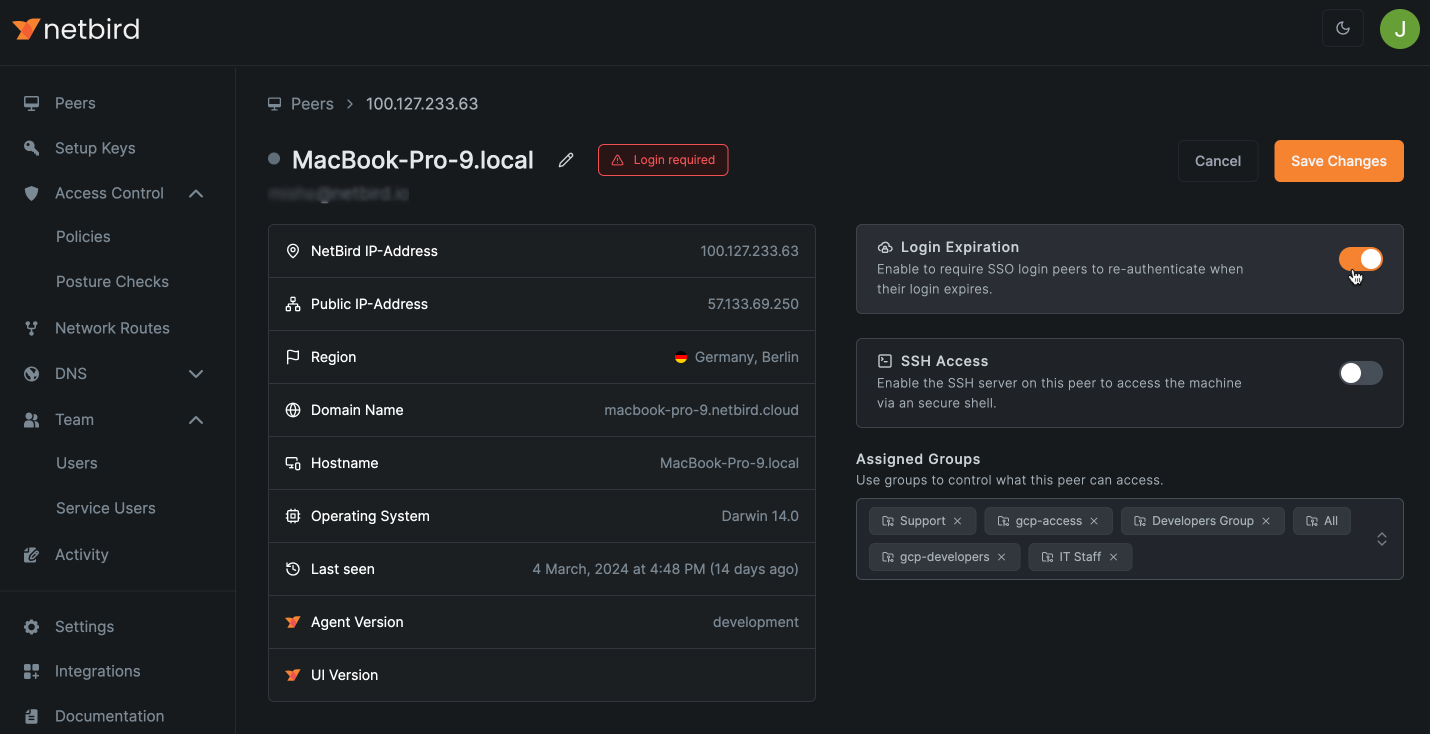 netbird
J
Peers
Setup Keys
Access Control
Policies
Posture Checks
Network Routes
DNS
Team
Users
Service Users
Activity
Settings
Integrations
Documentation
Peers > 100.127.233.63
MacBook-Pro-9.local
Login required
Cancel
Save Changes
NetBird IP-Address 100.127.233.63
Public IP-Address 57.133.69.250
Region Germany, Berlin
Domain Name macbook-pro-9.netbird.cloud
Hostname MacBook-Pro-9.local
Operating System Darwin 14.0
Last seen 4 March, 2024 at 4:48 PM (14 days ago)
Agent Version development
UI Version
Login Expiration
Enable to require SSO login peers to re-authenticate when
their login expires.
SSH Access
Enable the SSH server on this peer to access the machine
via an secure shell.
Assigned Groups
Use groups to control what this peer can access.
Support × gcp-access × Developers Group × All
gcp-developers × IT Staff ×